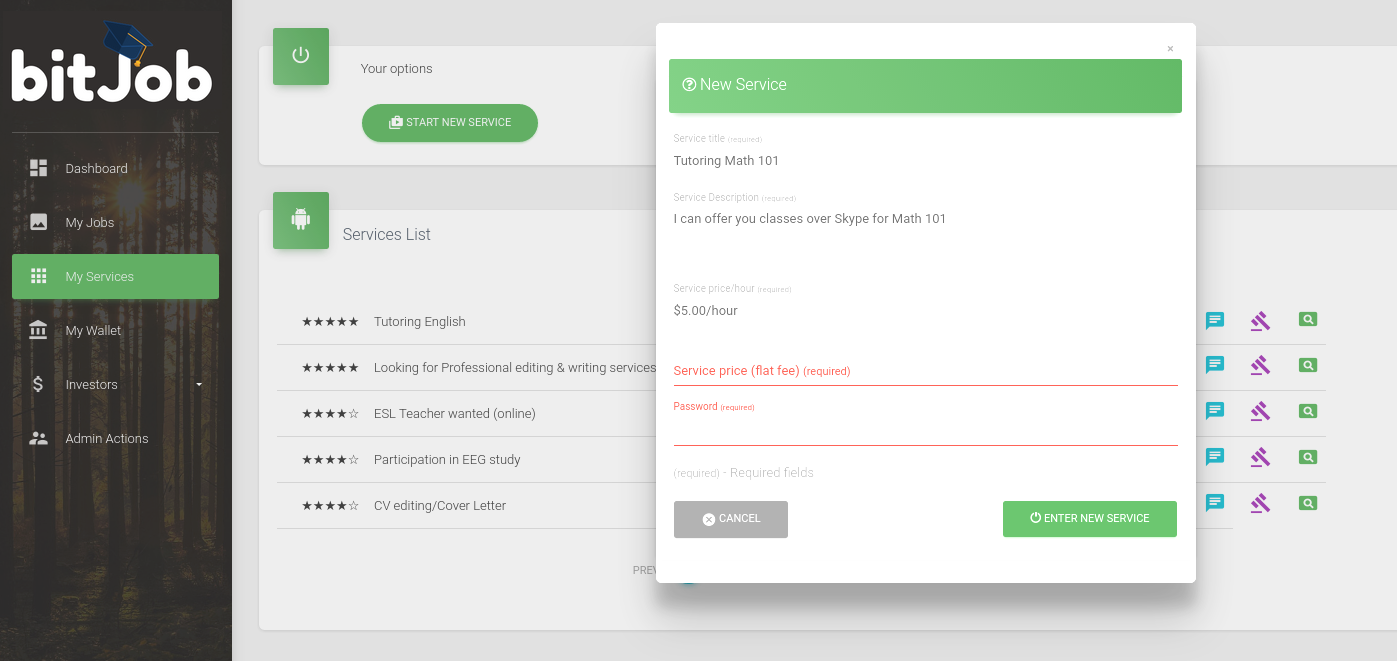 bitJob
Dashboard
My Jobs
My Services
My Wallet
$ Investors
Admin Actions
Your options
START NEW SERVICE
Services List
★★★★★ Tutoring English
★★★★★ Looking for Professional editing & writing services
★★★★☆ ESL Teacher wanted (online)
★★★★☆ Participation in EEG study
★★★★☆ CV editing/Cover Letter
PREV
×
New Service
Service title (required)
Tutoring Math 101
Service Description (required)
I can offer you classes over Skype for Math 101
Service price/hour (required)
$5.00/hour
Service price (flat fee) (required)
Password (required)
(required) - Required fields
CANCEL
ENTER NEW SERVICE